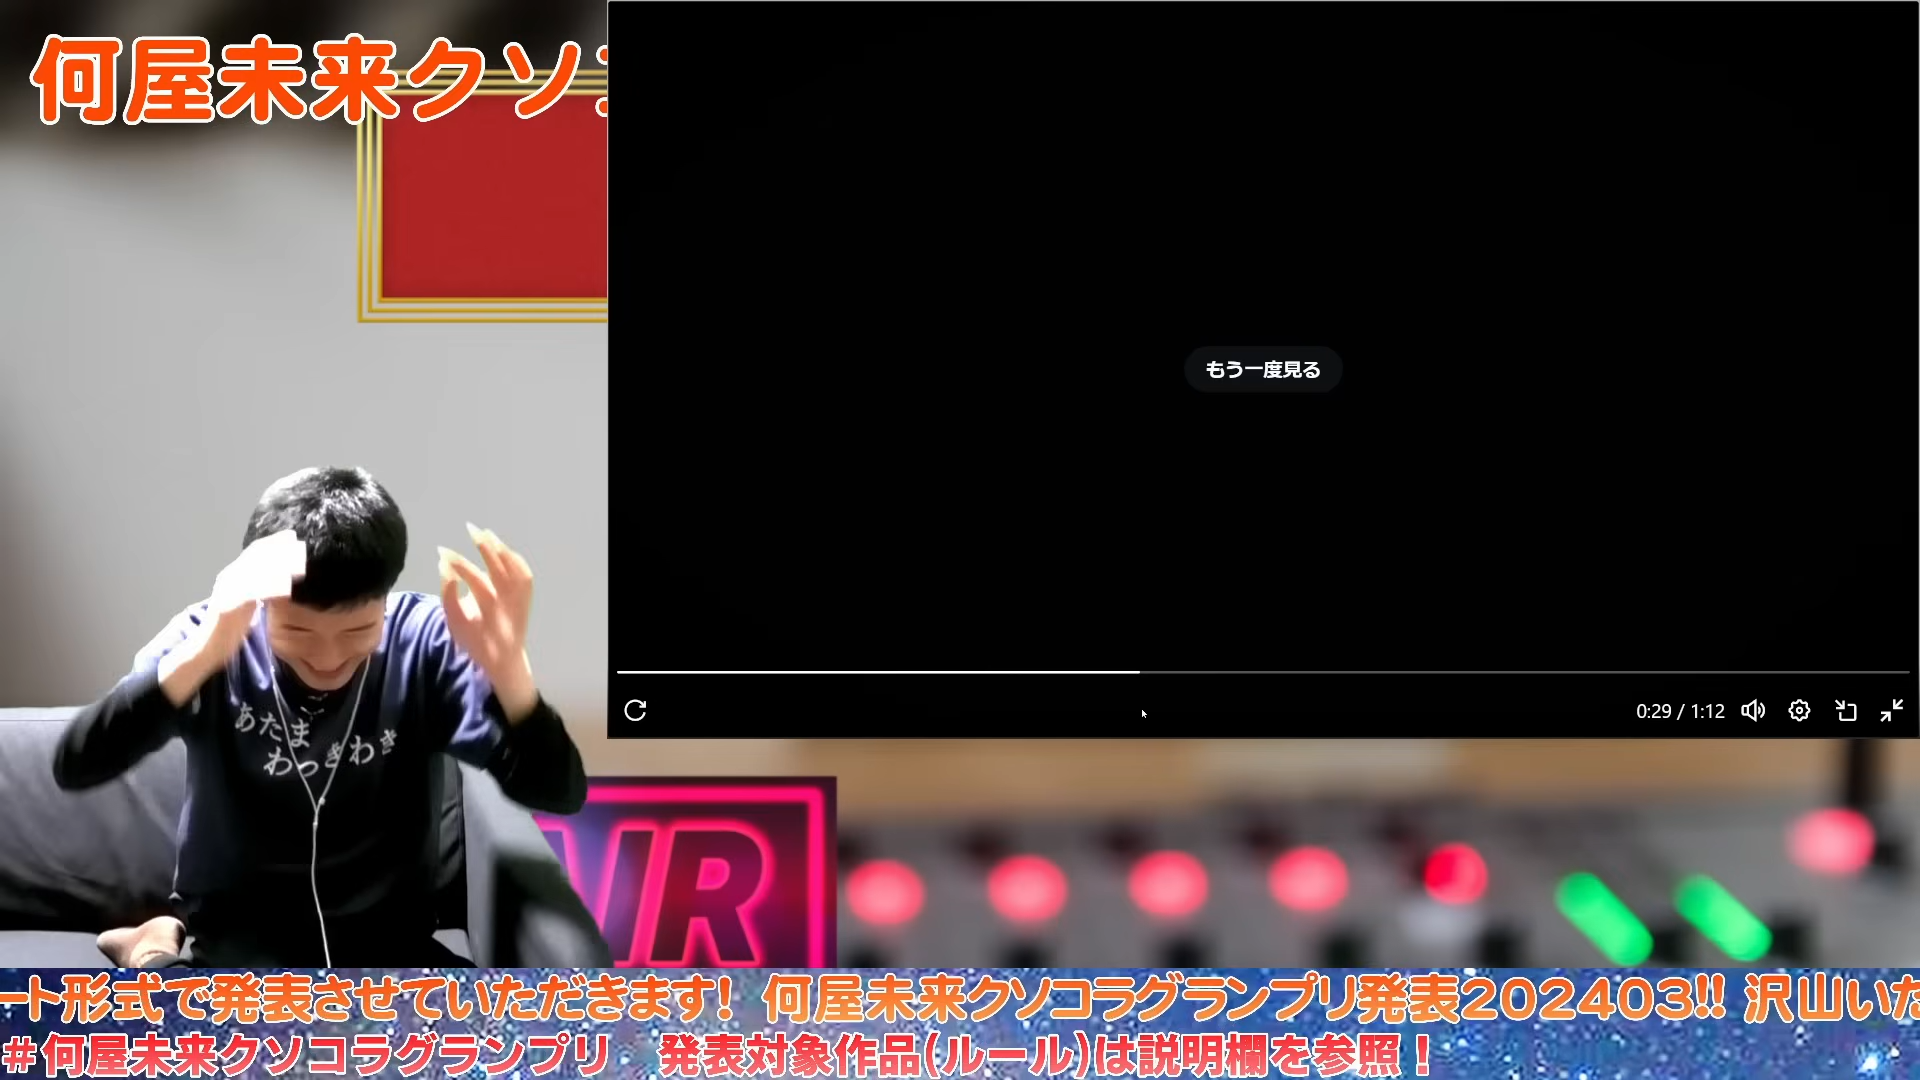 何屋未来クソコ
もう一度見る
0:29 / 1:12
あたま
わっきわき
VR
ート形式で発表させていただきます! 何屋未来クソコラグランプリ発表202403!! 沢山いた
#何屋未来クソコラグランプリ 発表対象作品(ルール)は説明欄を参照!